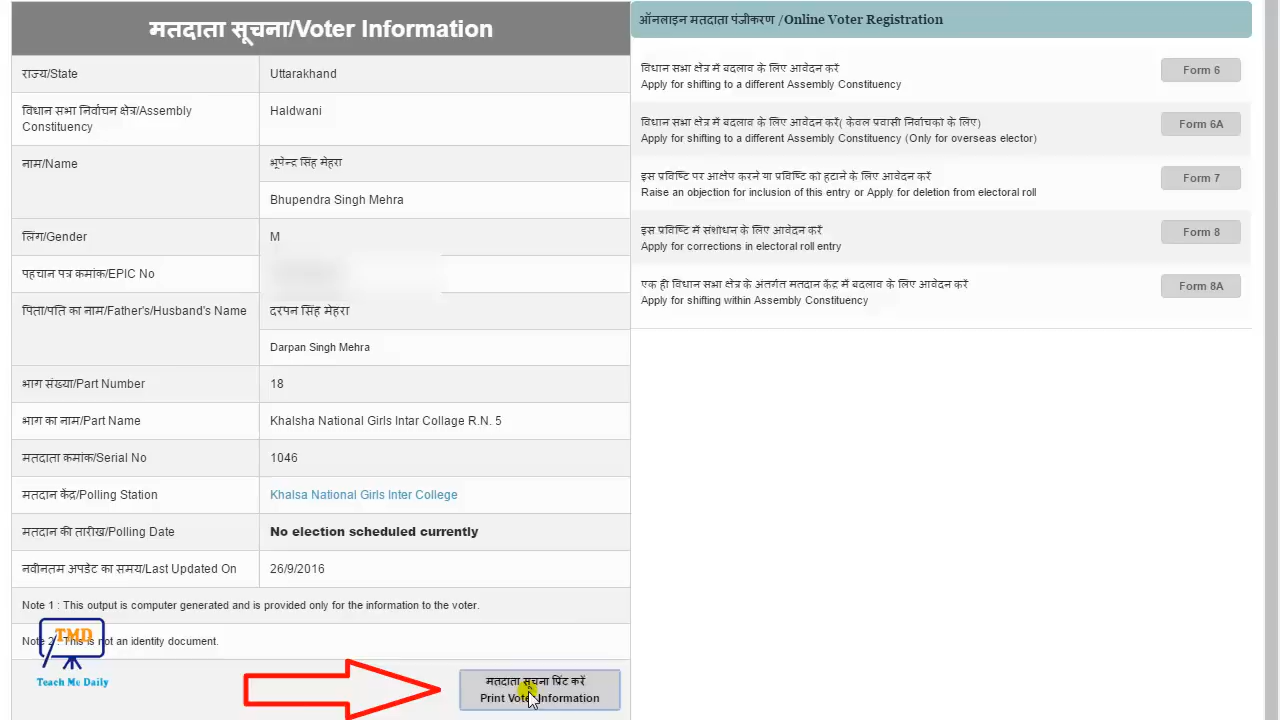 मतदाता सूचना/Voter Information
राज्य/State
Uttarakhand
विधान सभा निर्वाचन क्षेत्र/Assembly
Constituency
Haldwani
नाम/Name
भूपेन्द्र सिंह मेहरा
Bhupendra Singh Mehra
लिंग/Gender
M
पहचान पत्र क्रमांक/EPIC No
पिता/पति का नाम/Father's/Husband's Name
दरपन सिंह मेहरा
Darpan Singh Mehra
भाग संख्या/Part Number
18
भाग का नाम/Part Name
Khalsha National Girls Intar Collage R.N. 5
मतदाता क्रमांक/Serial No
1046
मतदान केंद्र/Polling Station
Khalsa National Girls Inter College
मतदान की तारीख/Polling Date
No election scheduled currently
नवीनतम अपडेट का समय/Last Updated On
26/9/2016
Note 1 : This output is computer generated and is provided only for the information to the voter.
Note 2 : This is not an identity document.
TMD
Teach Me Daily
मतदाता सूचना प्रिंट करें
Print Voter Information
ऑनलाइन मतदाता पंजीकरण /Online Voter Registration
विधान सभा क्षेत्र में बदलाव के लिए आवेदन करें
Apply for shifting to a different Assembly Constituency
Form 6
विधान सभा क्षेत्र में बदलाव के लिए आवेदन करें( केवल प्रवासी निर्वाचकों के लिए)
Apply for shifting to a different Assembly Constituency (Only for overseas elector)
Form 6A
इस प्रविष्टि पर आक्षेप करने या प्रविष्टि को हटाने के लिए आवेदन करें
Raise an objection for inclusion of this entry or Apply for deletion from electoral roll
Form 7
इस प्रविष्टि में संशोधन के लिए आवेदन करें
Apply for corrections in electoral roll entry
Form 8
एक ही विधान सभा क्षेत्र के अंतर्गत मतदान केंद्र में बदलाव के लिए आवेदन करें
Apply for shifting within Assembly Constituency
Form 8A